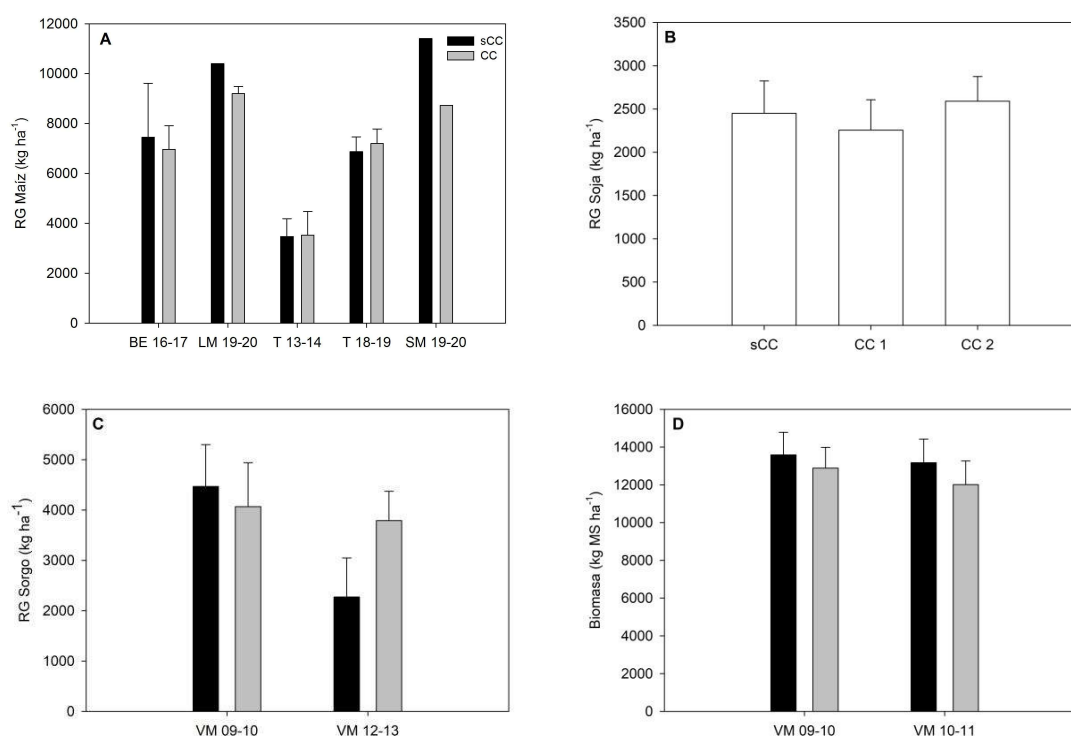 A
sCC
CC
RG Maíz (kg ha⁻¹)
12000
10000
8000
6000
4000
2000
0
BE 16-17 LM 19-20 T 13-14 T 18-19 SM 19-20
B
RG Soja (kg ha⁻¹)
3500
3000
2500
2000
1500
1000
500
0
sCC CC 1 CC 2
C
RG Sorgo (kg ha⁻¹)
6000
5000
4000
3000
2000
1000
0
VM 09-10 VM 12-13
D
Biomasa (kg MS ha⁻¹)
16000
14000
12000
10000
8000
6000
4000
2000
0
VM 09-10 VM 10-11